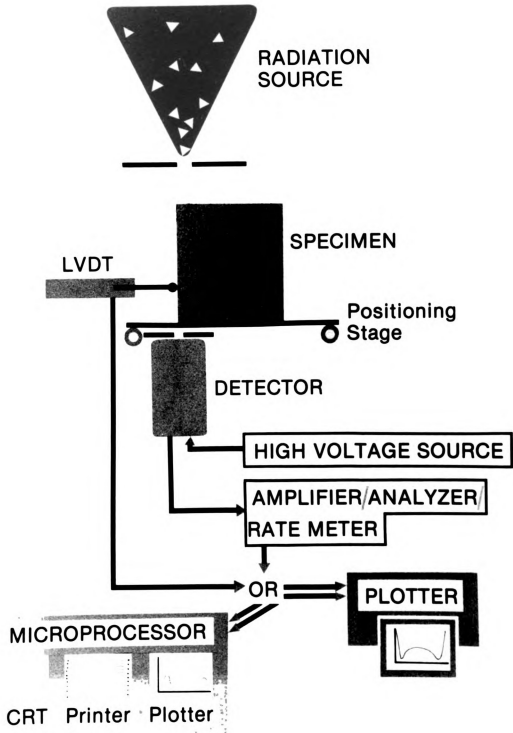 RADIATION
SOURCE
SPECIMEN
LVDT
Positioning
Stage
DETECTOR
HIGH VOLTAGE SOURCE
AMPLIFIER/ANALYZER/
RATE METER
OR
PLOTTER
MICROPROCESSOR
CRT Printer Plotter